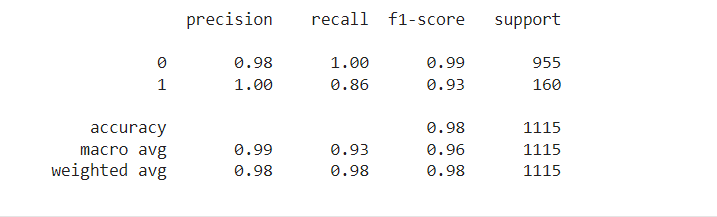 precision recall f1-score support
0 0.98 1.00 0.99 955
1 1.00 0.86 0.93 160
accuracy 0.98 1115
macro avg 0.99 0.93 0.96 1115
weighted avg 0.98 0.98 0.98 1115